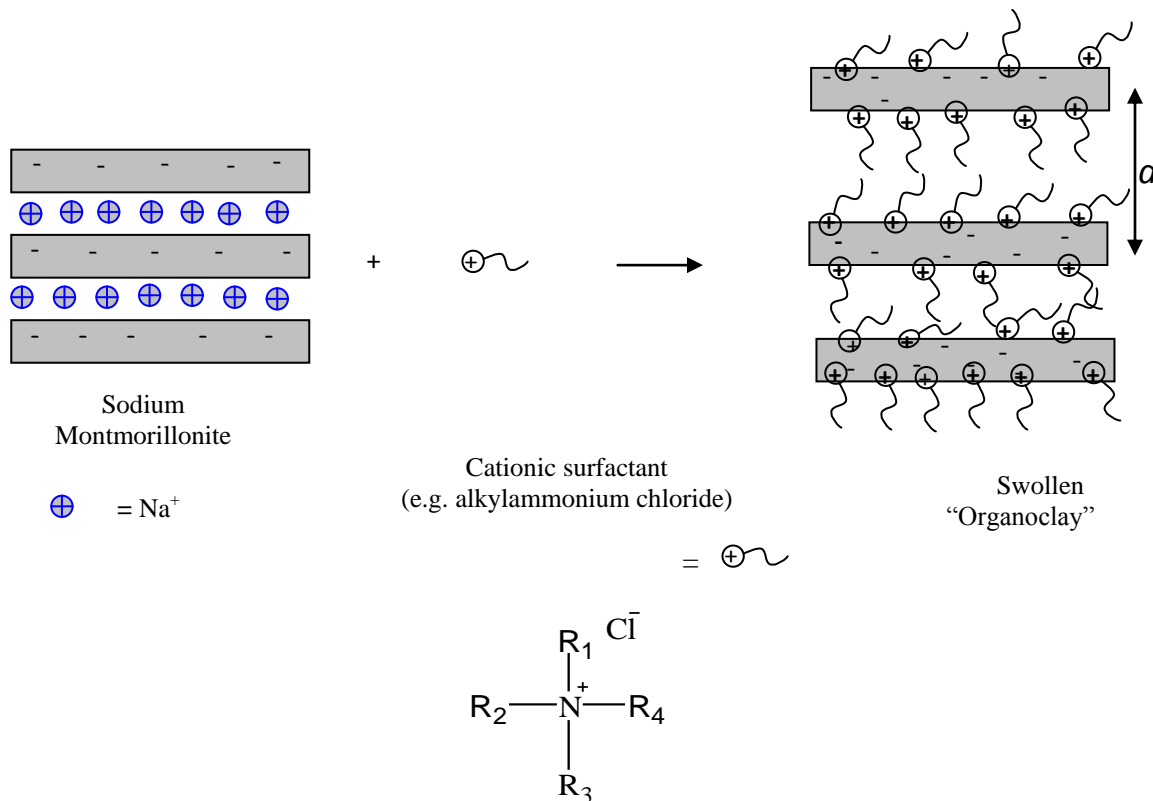 d
+
Sodium
Montmorillonite
= Na⁺
Cationic surfactant
(e.g. alkylammonium chloride)
=
Swollen
“Organoclay”
R₁ Cl⁻
R₂ N⁺ R₄
R₃